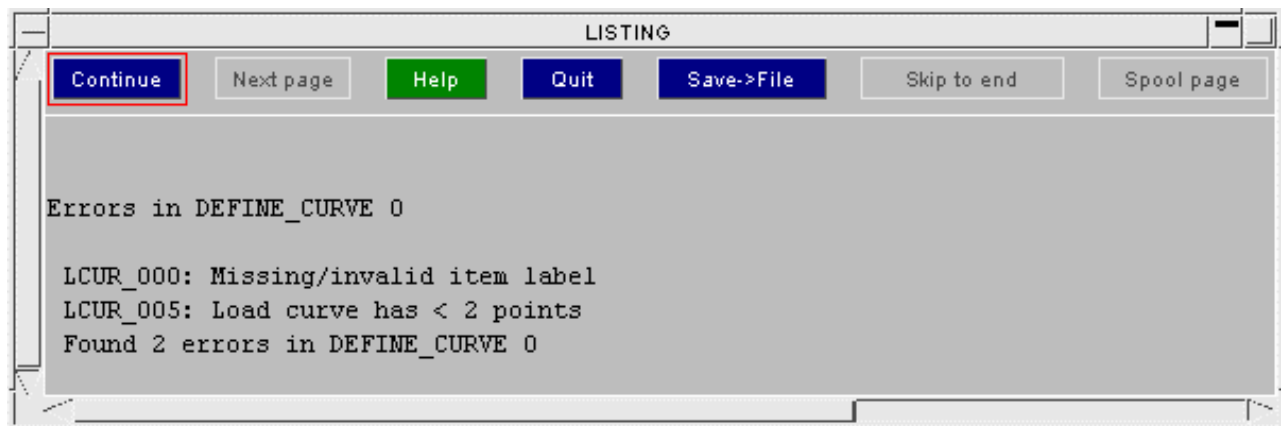 LISTING
Continue Next page Help Quit Save->File Skip to end Spool page
Errors in DEFINE_CURVE 0
LCUR_000: Missing/invalid item label
LCUR_005: Load curve has < 2 points
Found 2 errors in DEFINE_CURVE 0